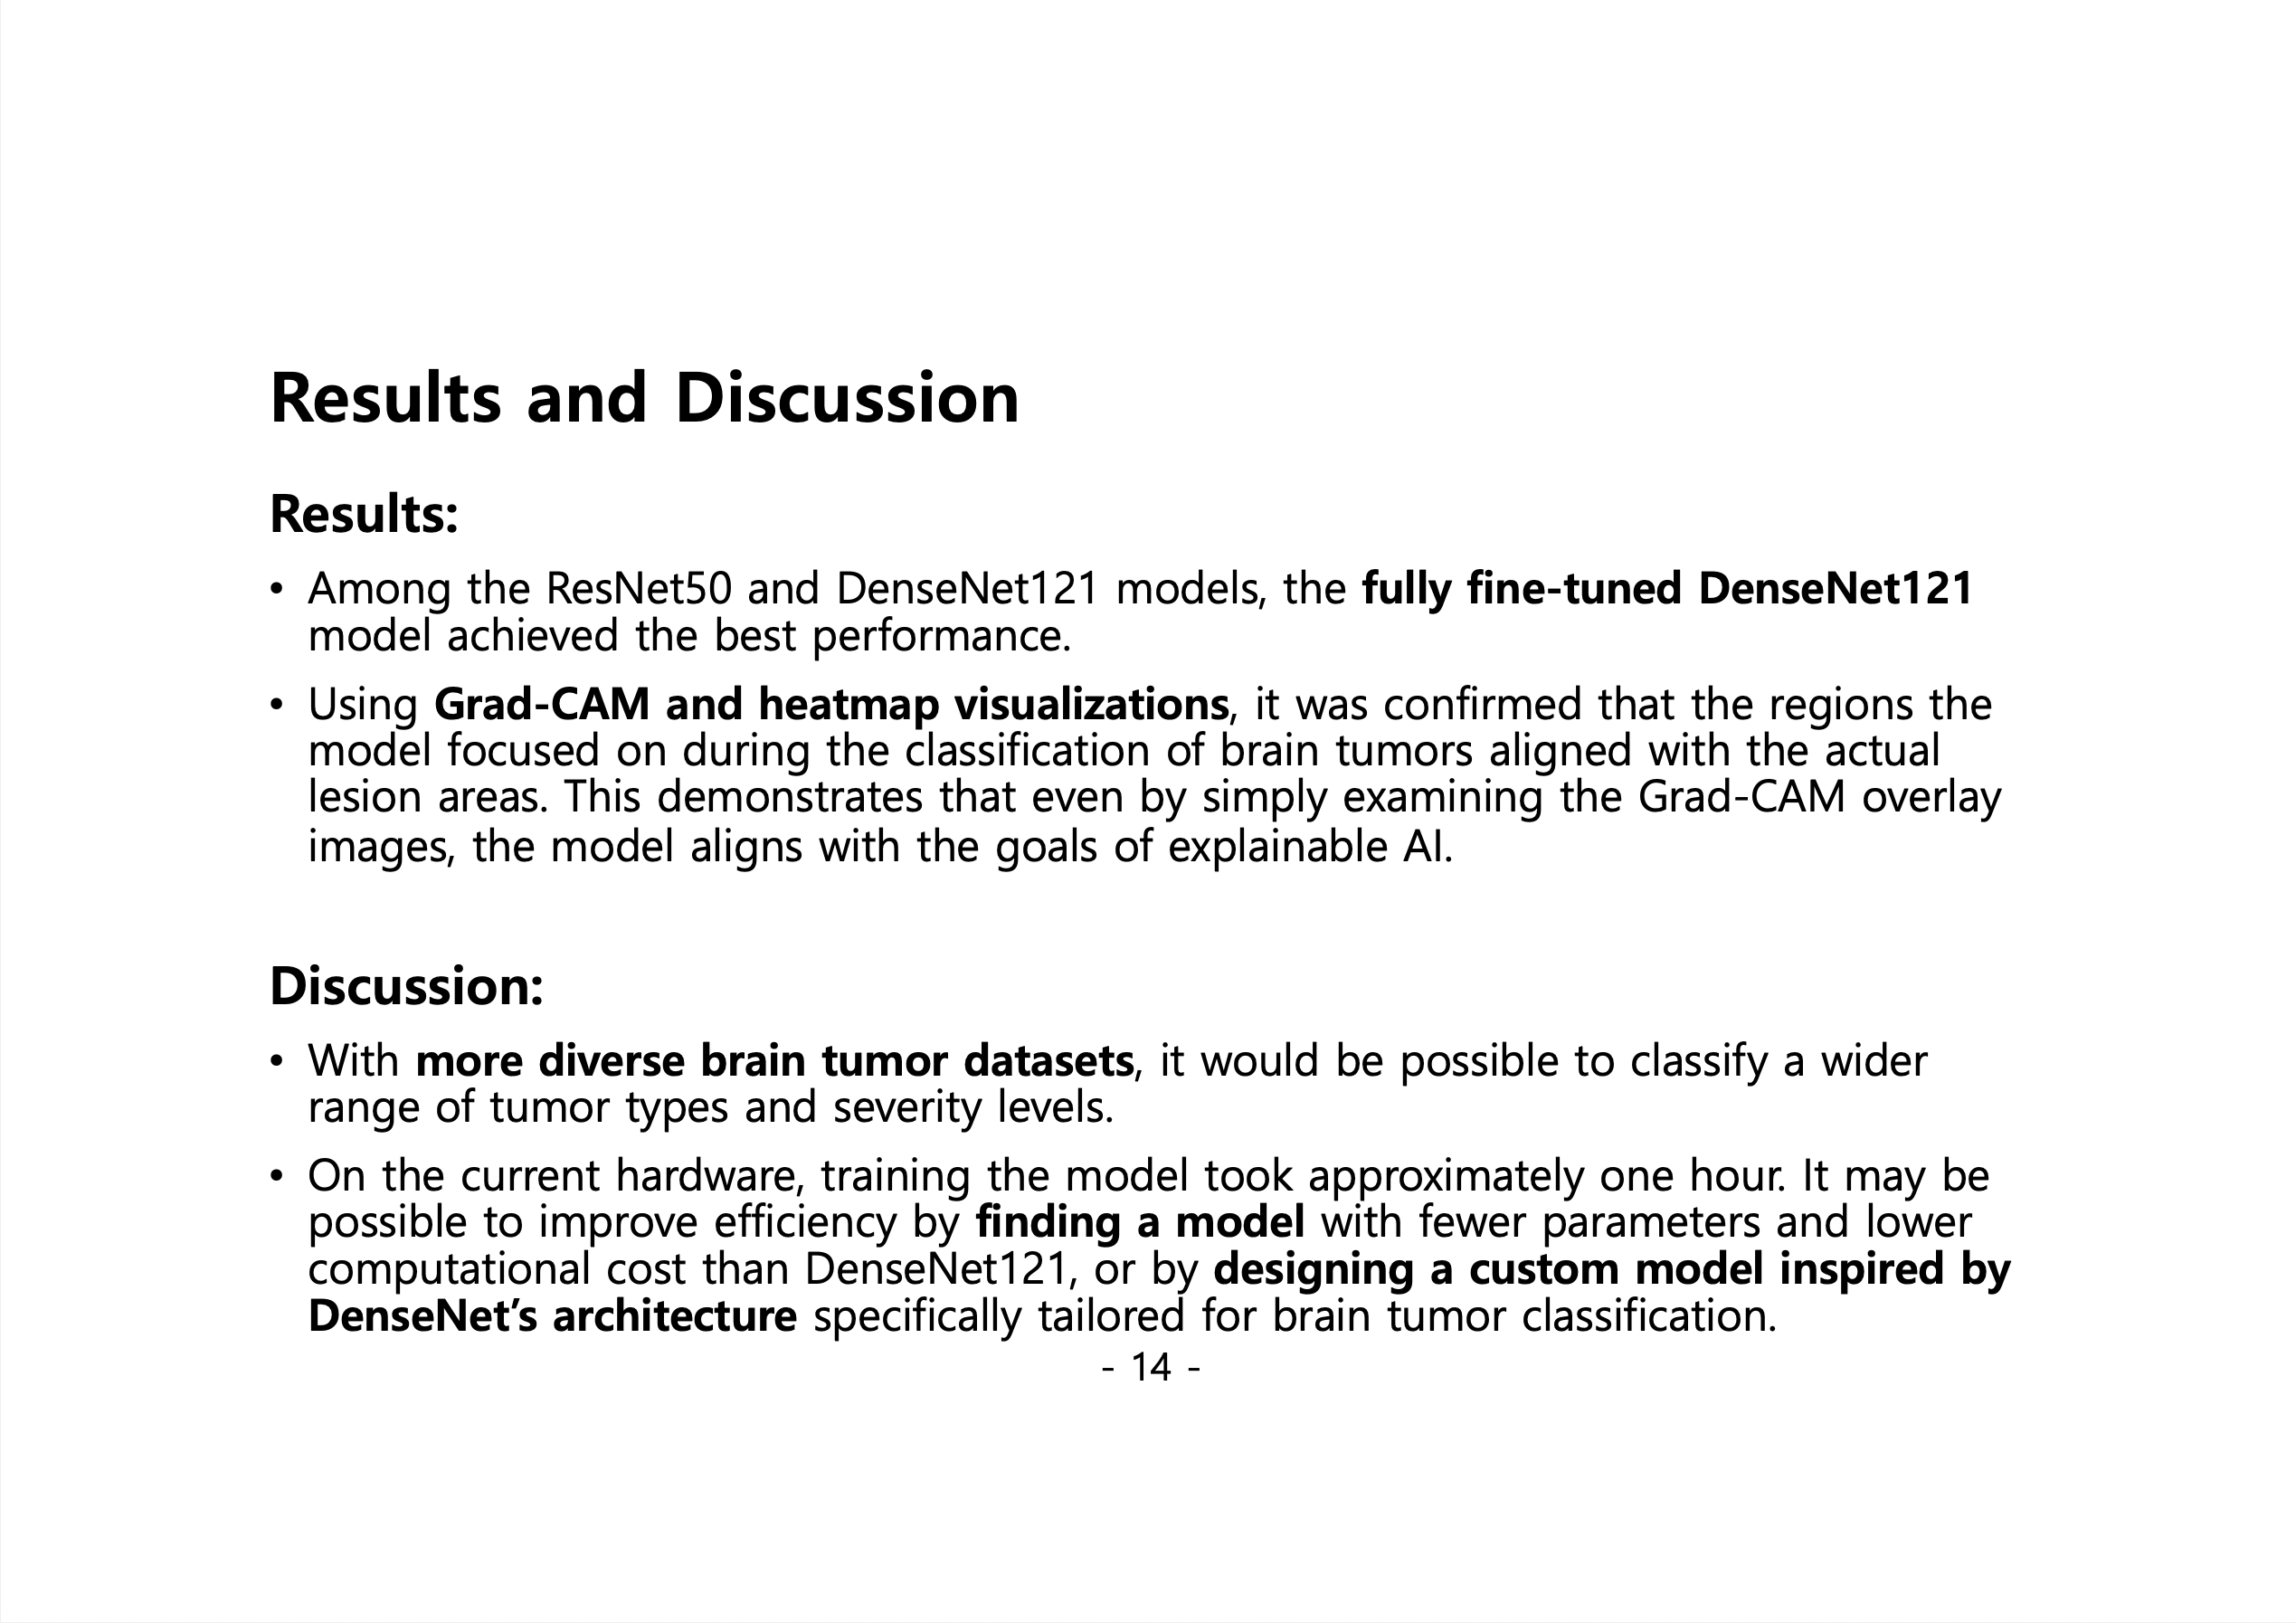 Results and Discussion
Results:
• Among the ResNet50 and DenseNet121 models, the fully fine-tuned DenseNet121
model achieved the best performance.
• Using Grad-CAM and heatmap visualizations, it was confirmed that the regions the
model focused on during the classification of brain tumors aligned with the actual
lesion areas. This demonstrates that even by simply examining the Grad-CAM overlay
images, the model aligns with the goals of explainable AI.
Discussion:
• With more diverse brain tumor datasets, it would be possible to classify a wider
range of tumor types and severity levels.
• On the current hardware, training the model took approximately one hour. It may be
possible to improve efficiency by finding a model with fewer parameters and lower
computational cost than DenseNet121, or by designing a custom model inspired by
DenseNet’s architecture specifically tailored for brain tumor classification.
- 14 -